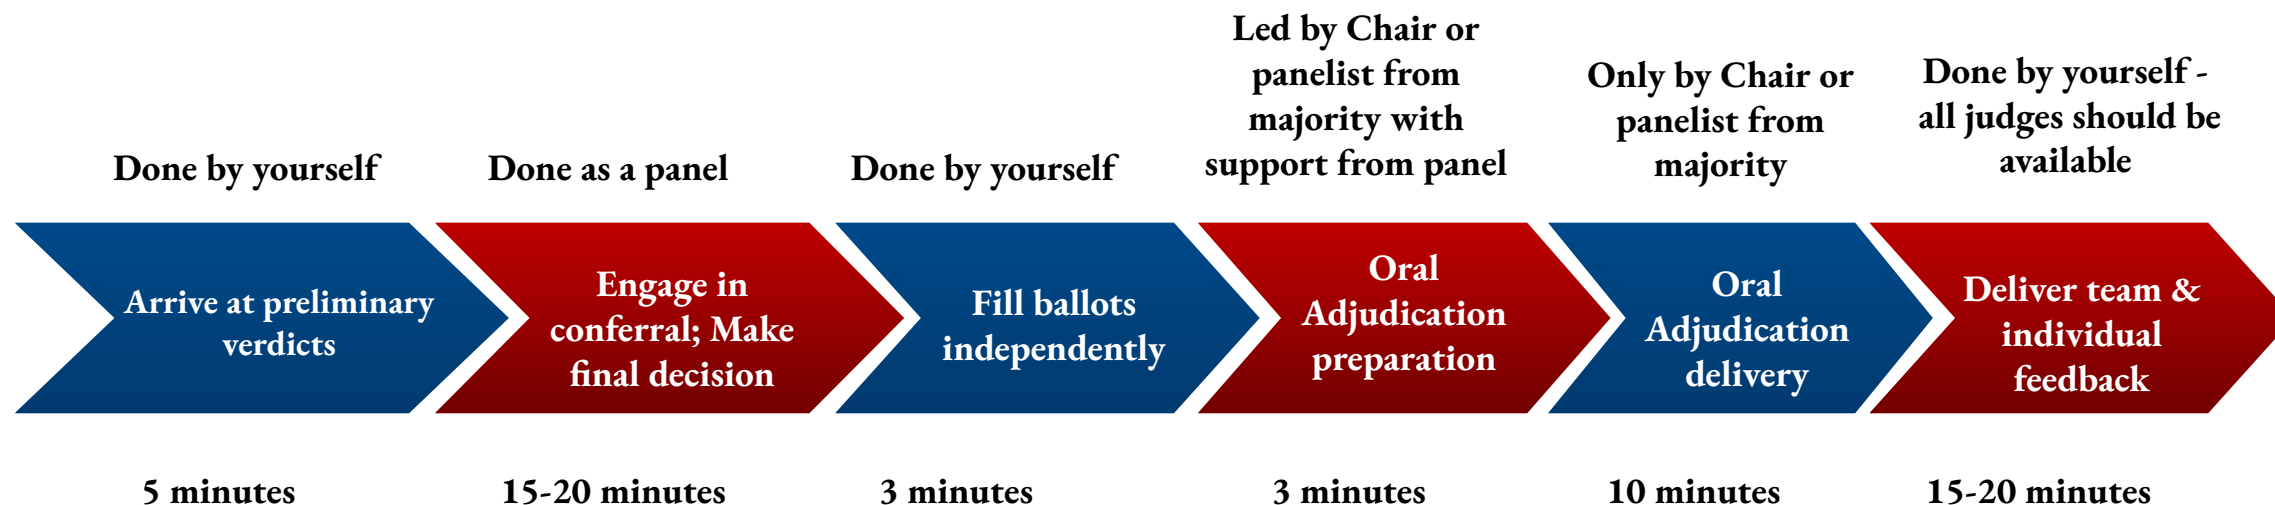 Done by yourself
Done as a panel
Done by yourself
Led by Chair or
panelist from
majority with
support from panel
Only by Chair or
panelist from
majority
Done by yourself -
all judges should be
available
Arrive at preliminary
verdicts
Engage in
conferral; Make
final decision
Fill ballots
independently
Oral
Adjudication
preparation
Oral
Adjudication
delivery
Deliver team &
individual
feedback
5 minutes
15-20 minutes
3 minutes
3 minutes
10 minutes
15-20 minutes